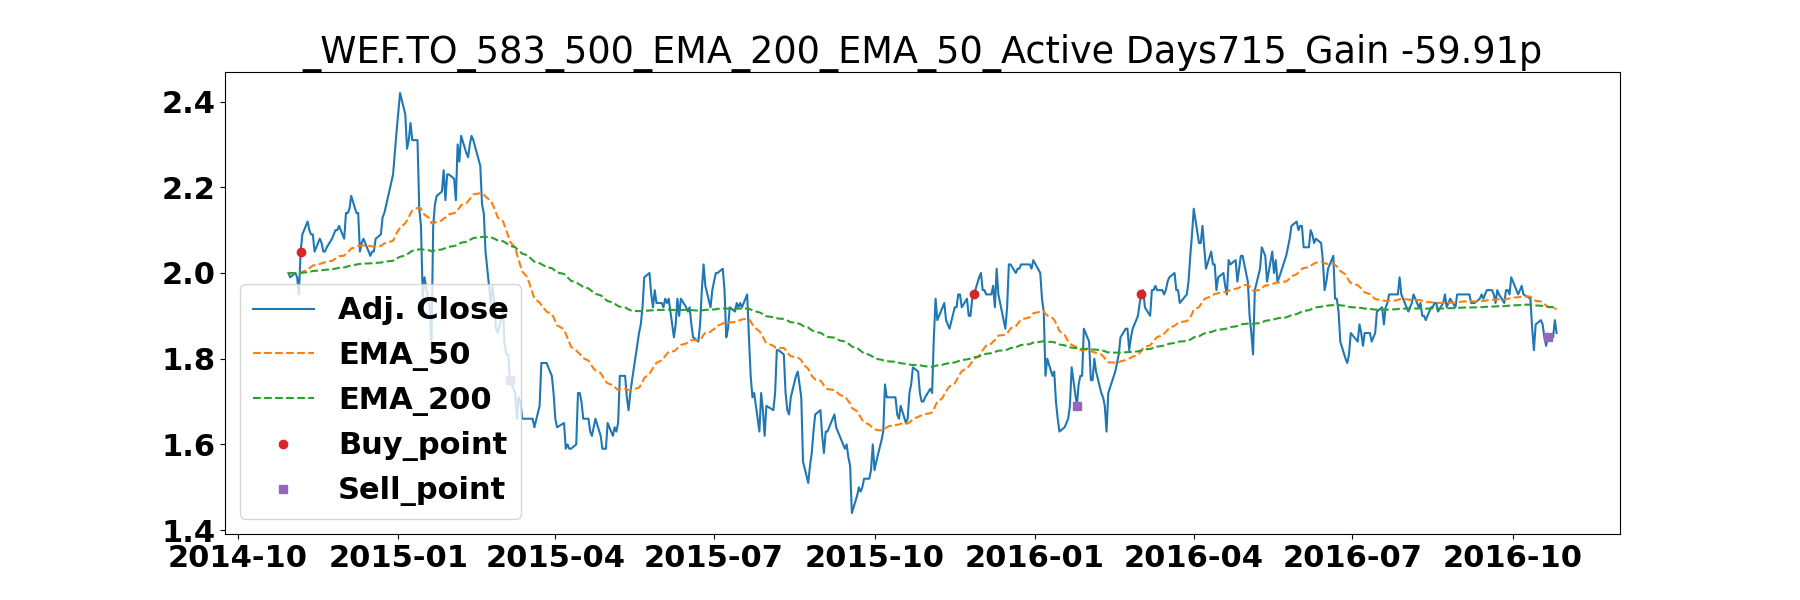 _WEF.TO_583_500_EMA_200_EMA_50_Active Days715_Gain -59.91p
2.4
2.2
2.0
1.8
1.6
1.4
Adj. Close
EMA_50
EMA_200
Buy_point
Sell_point
2014-10 2015-01 2015-04 2015-07 2015-10 2016-01 2016-04 2016-07 2016-10